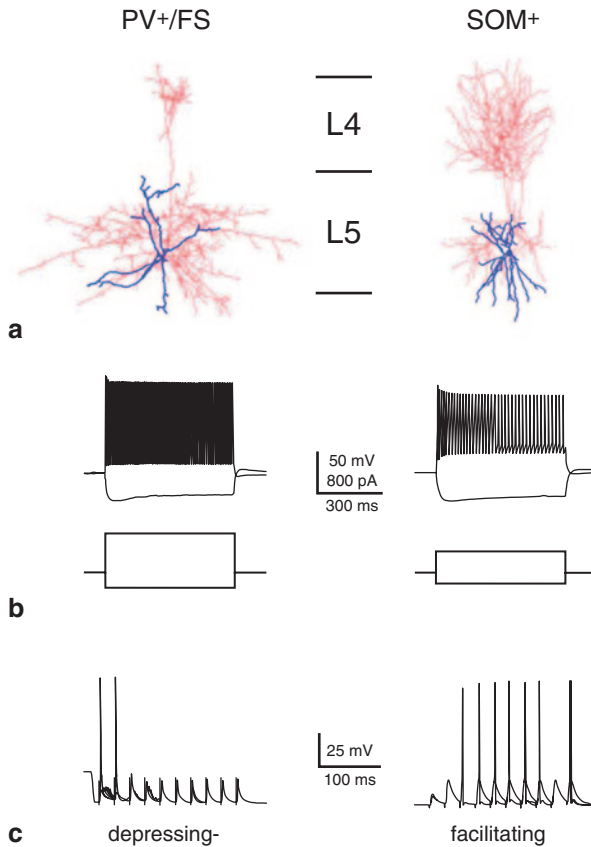 PV+/FS
SOM+
L4
L5
a
50 mV
800 pA
300 ms
b
25 mV
100 ms
c
depressing-
facilitating